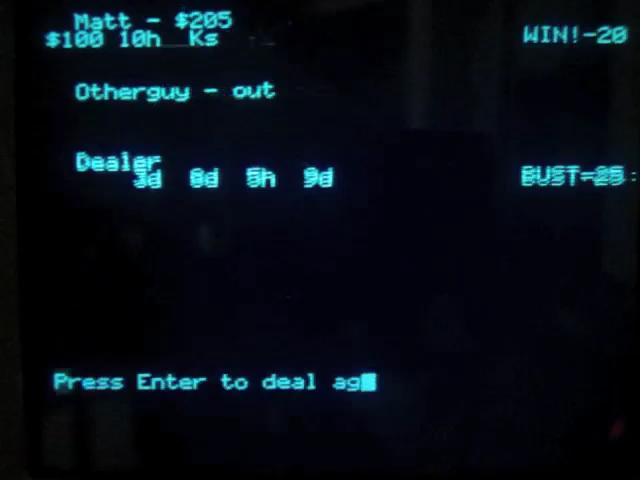 Matt - $205
$100 10h Ks WIN!-20
Otherguy - out
Dealer
3d 8d 5h 9d BUST=25
Press Enter to deal ag